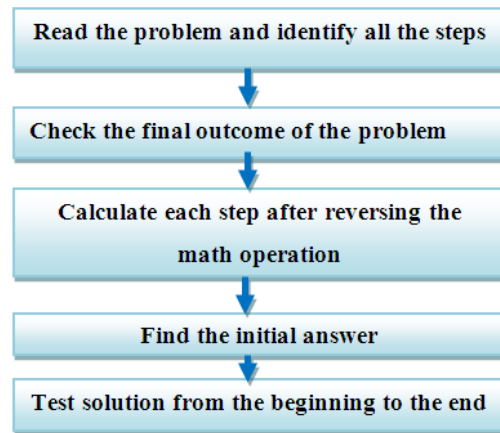 Read the problem and identify all the steps
Check the final outcome of the problem
Calculate each step after reversing the
math operation
Find the initial answer
Test solution from the beginning to the end